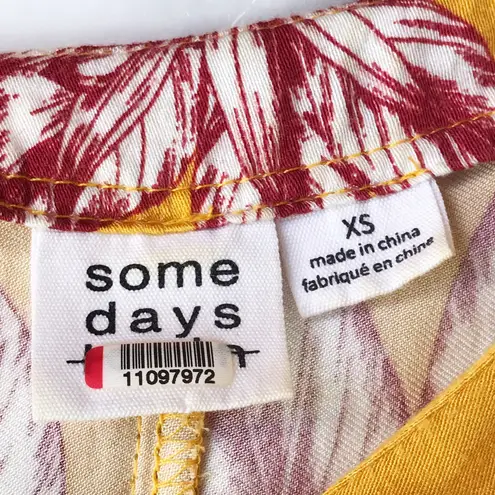 some
days
11097972
XS
made in china
fabriqué en chine